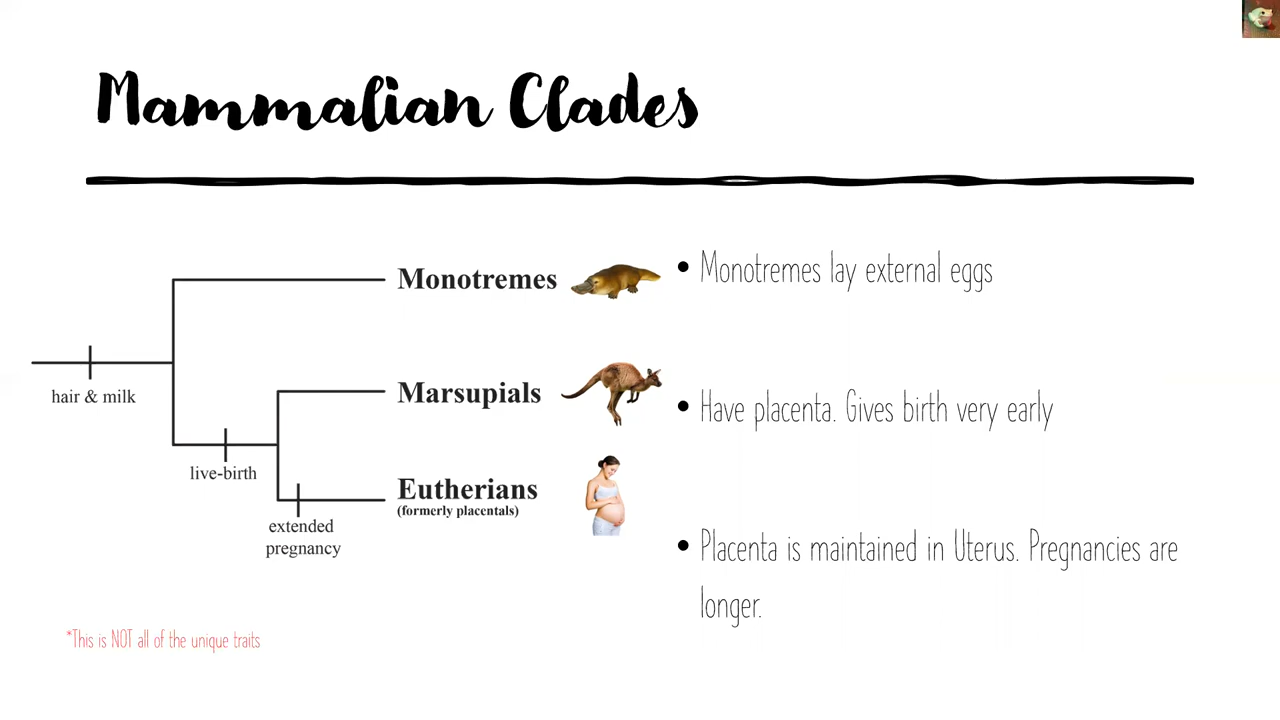 Mammalian Clades
Monotremes
• Monotremes lay external eggs
hair & milk
Marsupials
• Have placenta. Gives birth very early
live-birth
Eutherians
(formerly placentals)
extended
pregnancy
• Placenta is maintained in Uterus. Pregnancies are
longer.
*This is NOT all of the unique traits